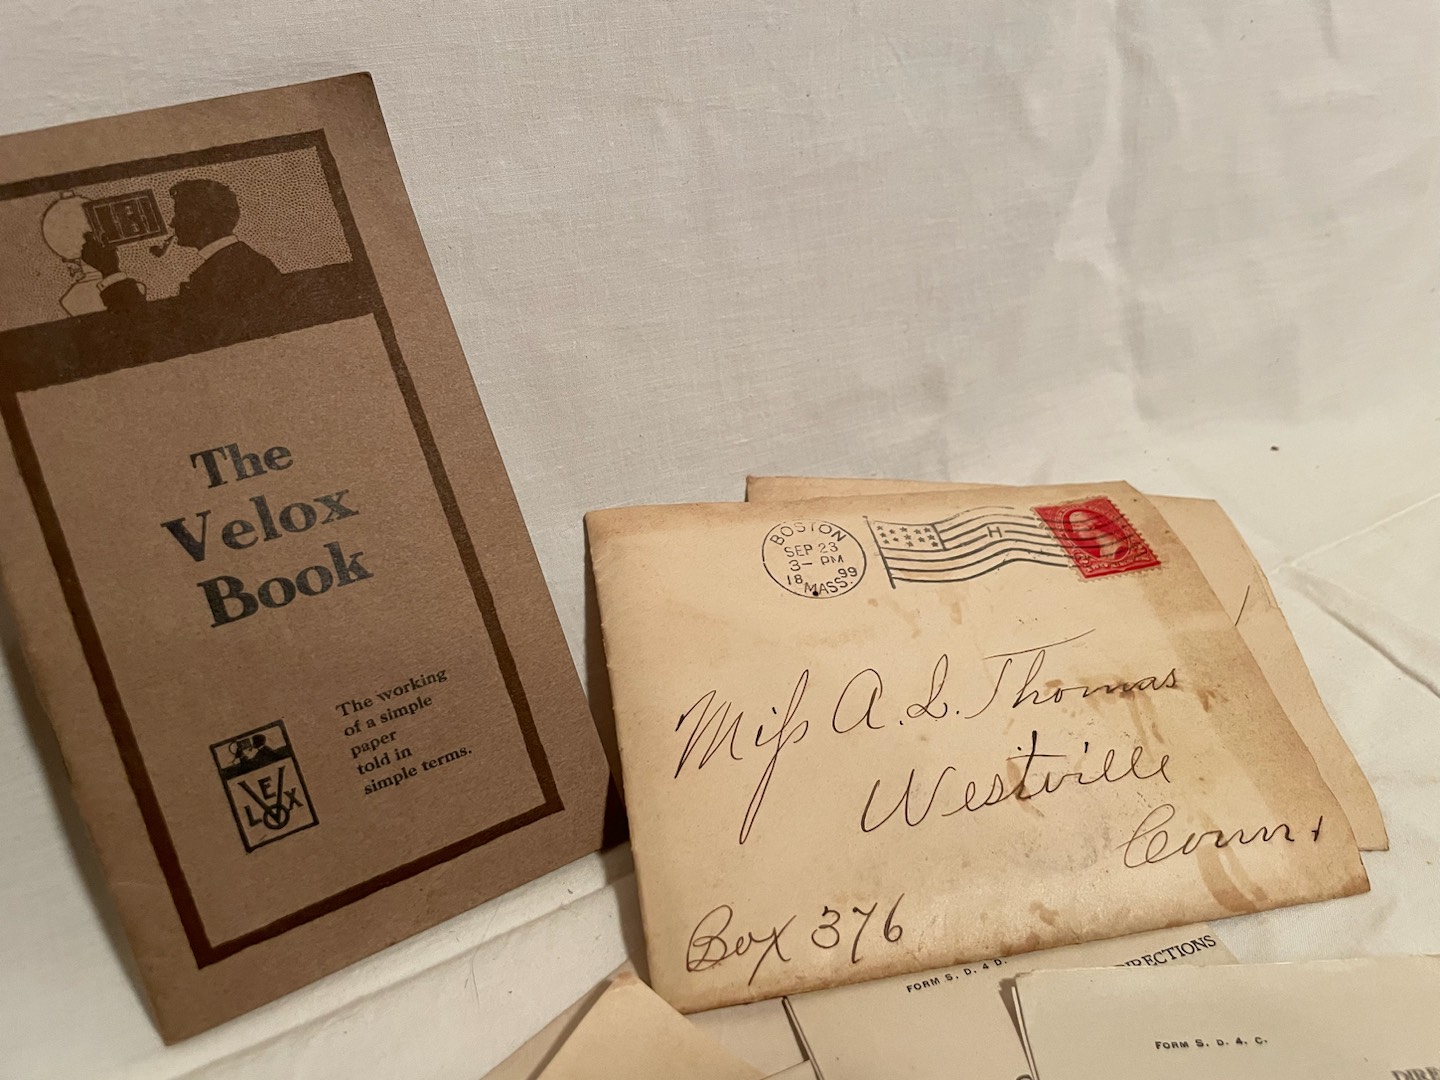 The
Velox
Book
The working
of a simple
paper
told in
simple terms.
VELOX
BOSTON
SEP 23
3- PM
18 99
MASS.
H
Miſs A. L. Thomas
Westville
Conn.
Box 376
FORM S. D. 4 D.
DIRECTIONS
FORM S. D. 4. C.